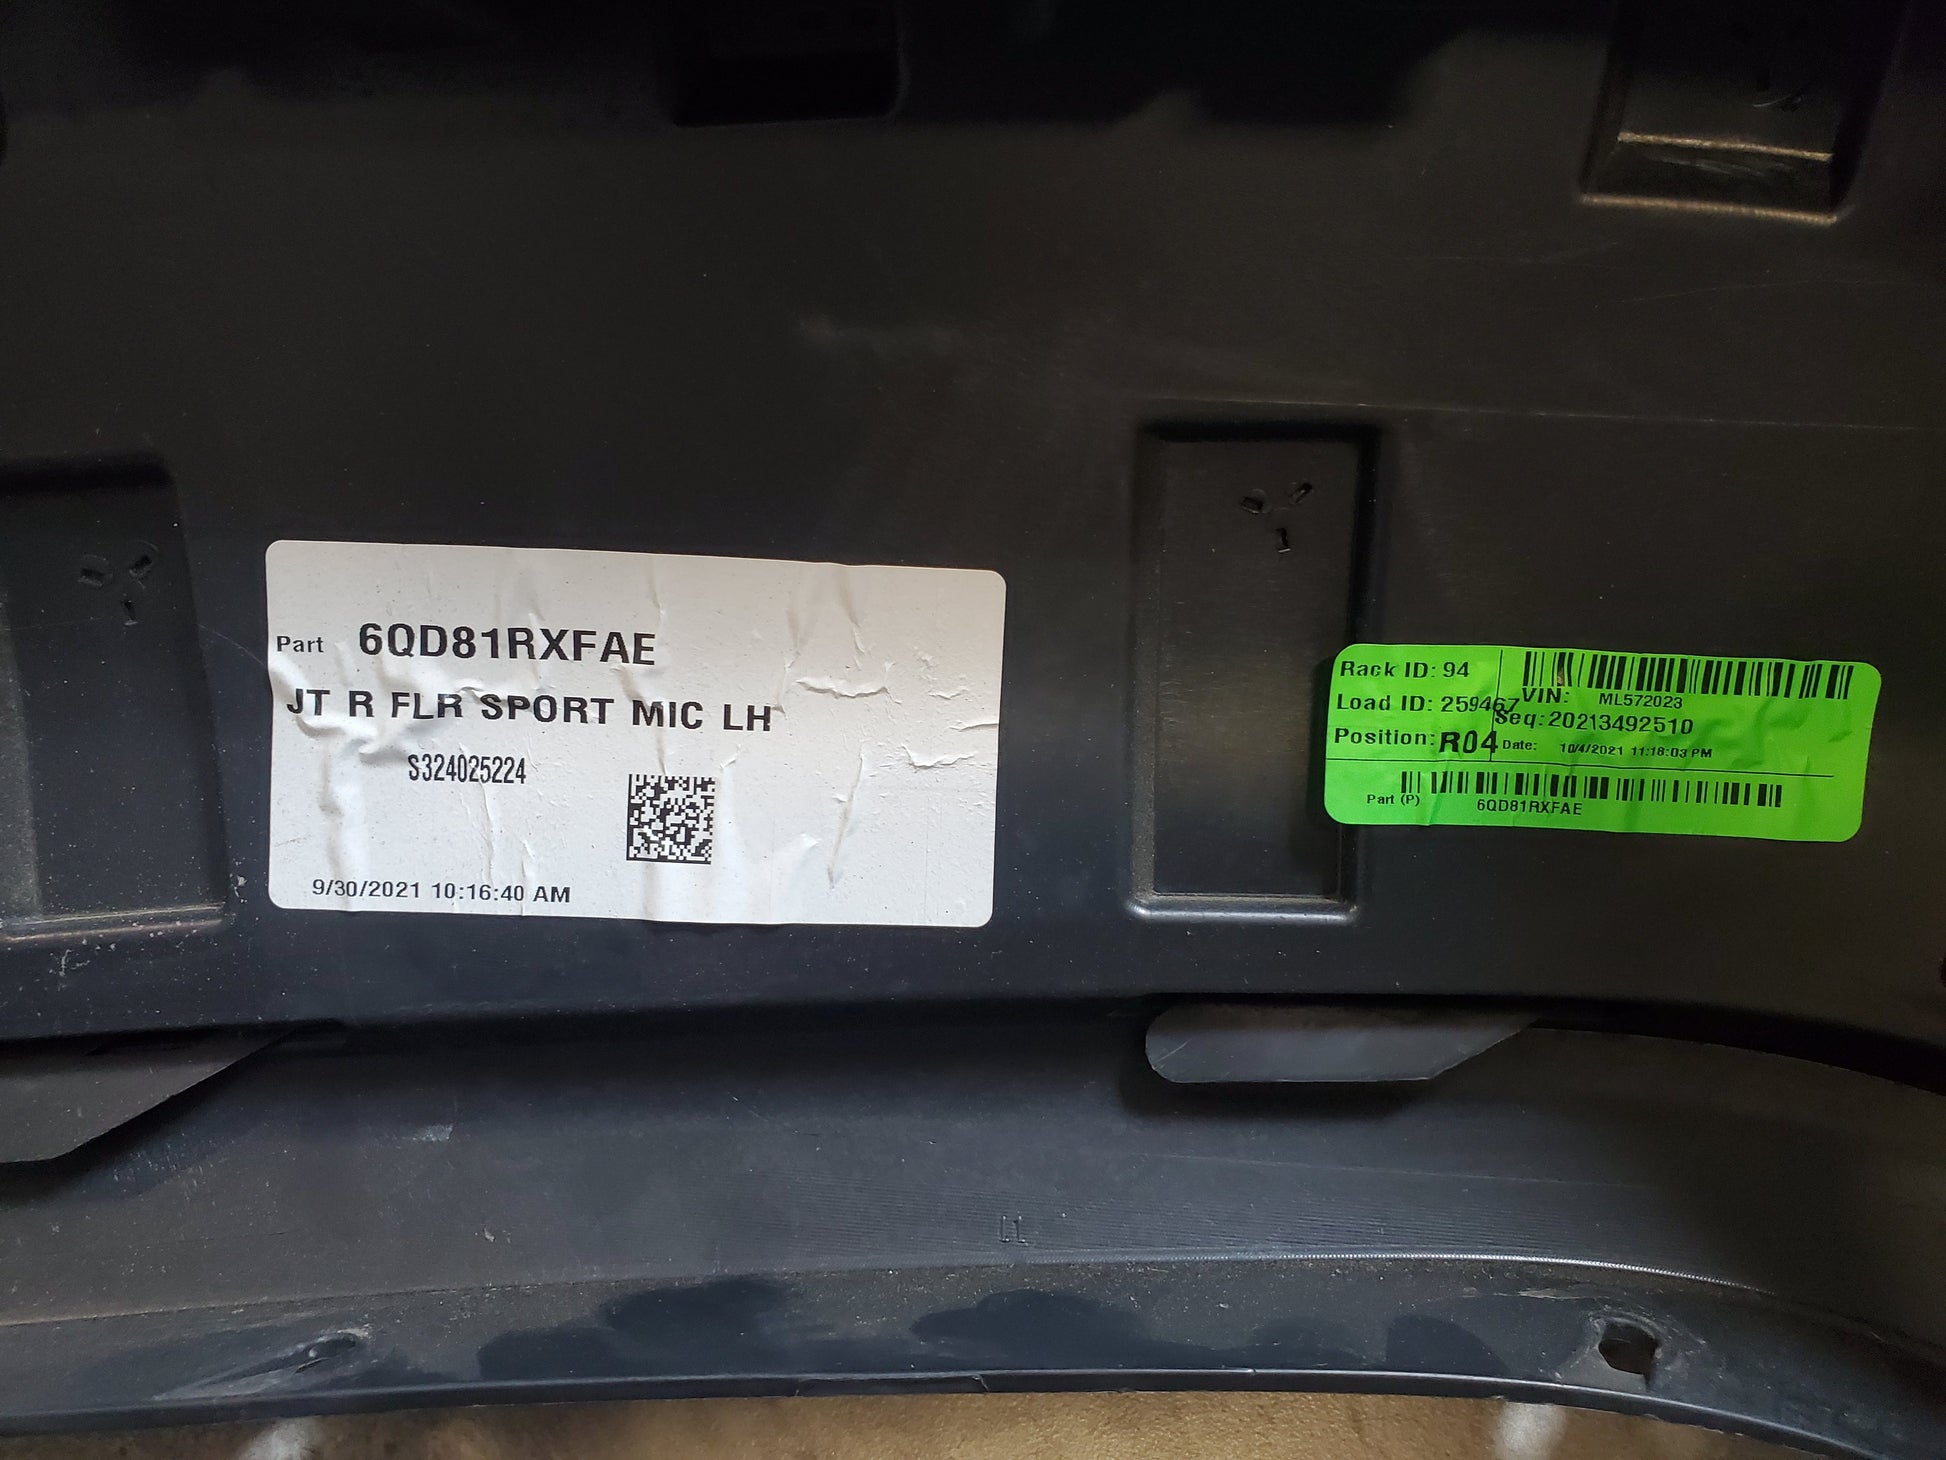 Part 6QD81RXFAE
JT R FLR SPORT MIC LH
S324025224
9/30/2021 10:16:40 AM
Rack ID: 94
Load ID: 259467
Position: R04
VIN: ML572023
Seq: 20213492510
Date: 10/4/2021 11:18:03 PM
Part (P) 6QD81RXFAE